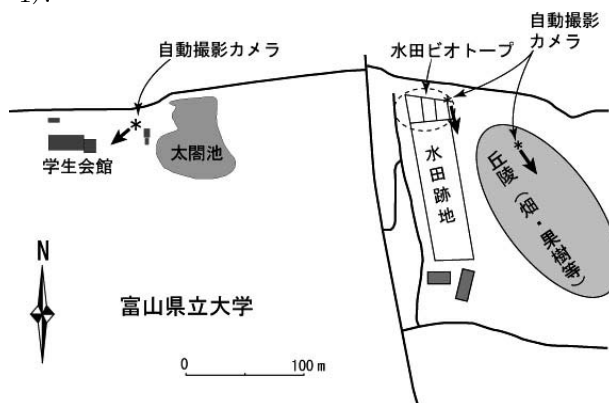 1).
自動撮影カメラ
水田ビオトープ
自動撮影
カメラ
学生会館
太閤池
水田跡地
丘陵（畑・果樹等）
N
富山県立大学
0 100 m